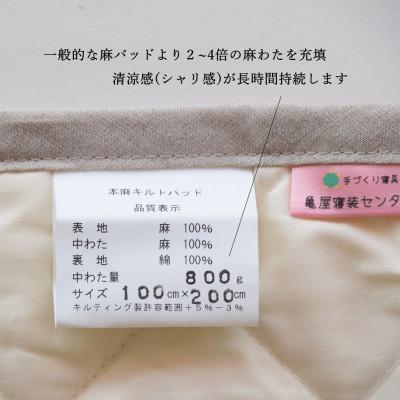 一般的な麻パッドより２~4倍の麻わたを充填
清涼感(シャリ感)が長時間持続します
本麻キルトパッド
品質表示
表地 麻 100%
中わた 麻 100%
裏地 綿 100%
中わた量 800g
サイズ 100cm×200cm
キルティング製許容範囲＋5％－3％
手づくり寝具
亀屋寝装センタ